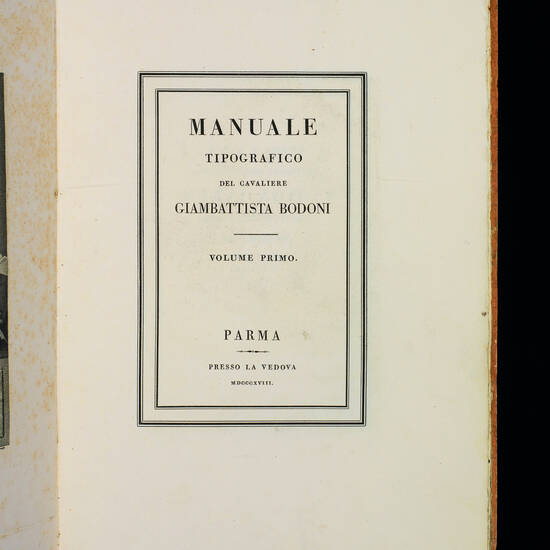 MANUALE
TIPOGRAFICO
DEL CAVALIERE
GIAMBATTISTA BODONI
VOLUME PRIMO.
PARMA
PRESSO LA VEDOVA
MDCCCXVIII.